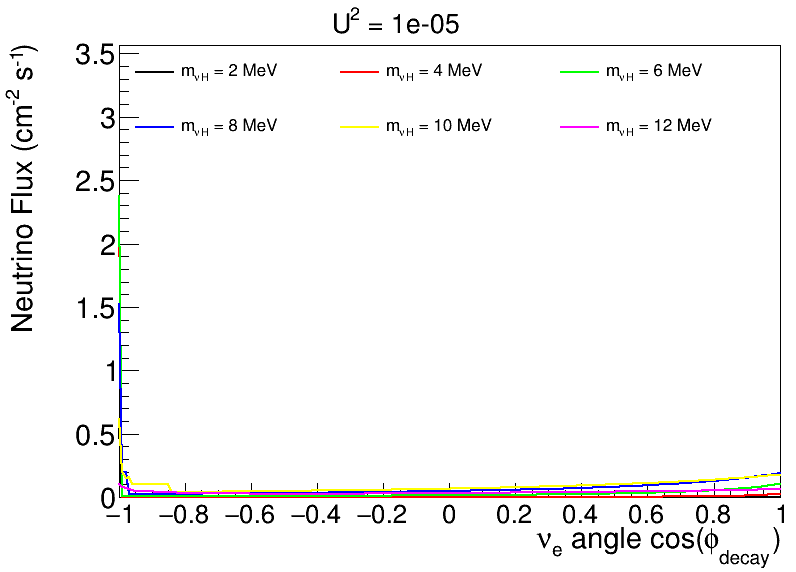 U² = 1e-05
Neutrino Flux (cm⁻² s⁻¹)
m_νH = 2 MeV m_νH = 4 MeV m_νH = 6 MeV
m_νH = 8 MeV m_νH = 10 MeV m_νH = 12 MeV
3.5
3
2.5
2
1.5
1
0.5
0
−1 −0.8 −0.6 −0.4 −0.2 0 0.2 0.4 0.6 0.8 1
ν_e angle cos(ϕ_decay)